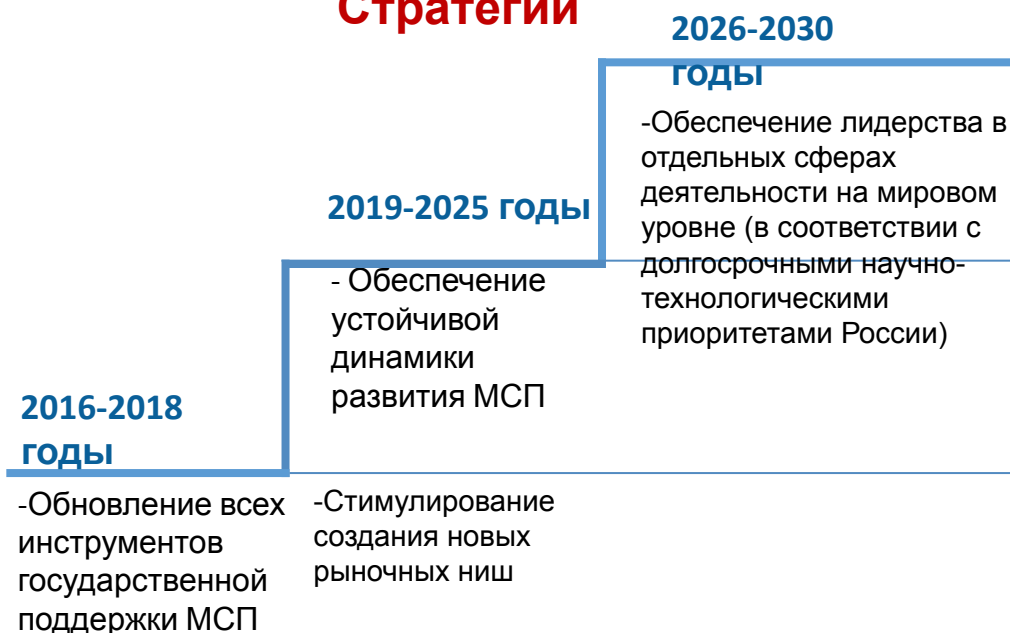 Стратегии
2026-2030
годы
-Обеспечение лидерства в
отдельных сферах
деятельности на мировом
уровне (в соответствии с
долгосрочными научно-
технологическими
приоритетами России)
2019-2025 годы
- Обеспечение
устойчивой
динамики
развития МСП
2016-2018
годы
-Обновление всех
инструментов
государственной
поддержки МСП
-Стимулирование
создания новых
рыночных ниш